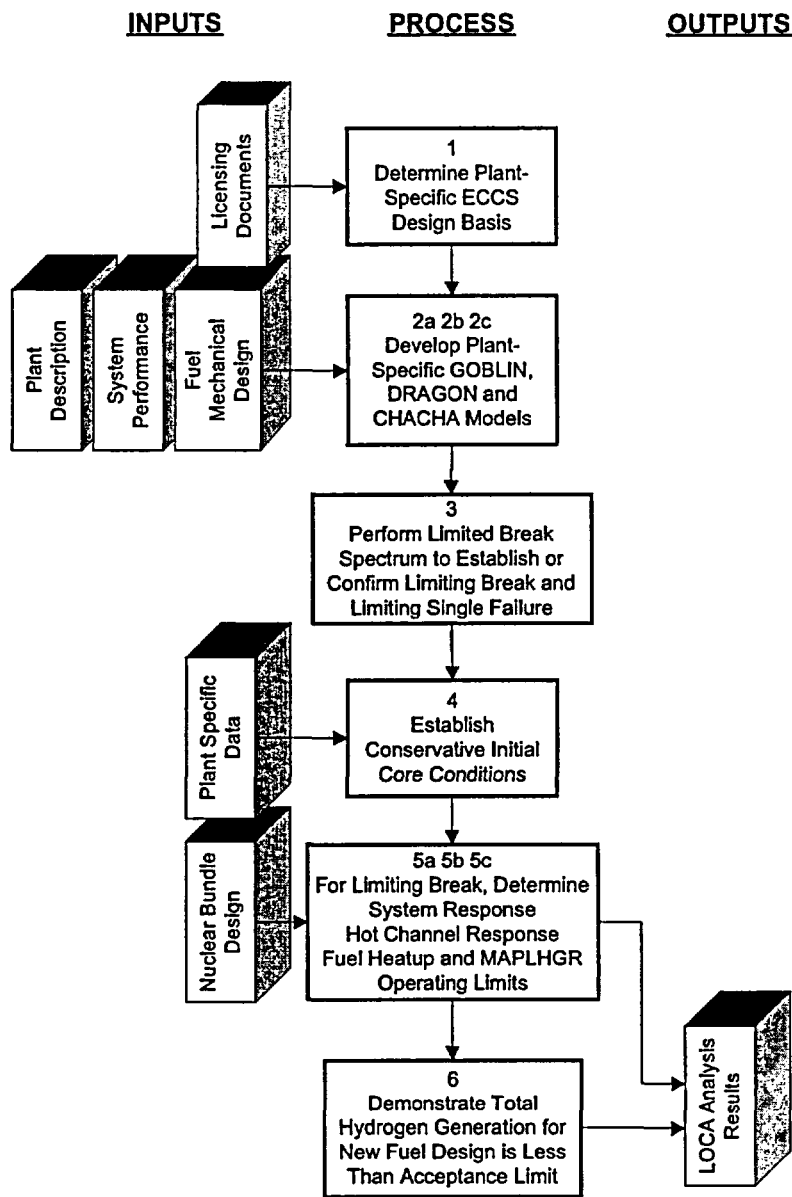 INPUTS
PROCESS
OUTPUTS
Licensing
Documents
1
Determine Plant-
Specific ECCS
Design Basis
Plant
Description
System
Performance
Fuel
Mechanical
Design
2a 2b 2c
Develop Plant-
Specific GOBLIN,
DRAGON and
CHACHA Models
3
Perform Limited Break
Spectrum to Establish or
Confirm Limiting Break and
Limiting Single Failure
Plant Specific
Data
4
Establish
Conservative Initial
Core Conditions
Nuclear Bundle
Design
5a 5b 5c
For Limiting Break, Determine
System Response
Hot Channel Response
Fuel Heatup and MAPLHGR
Operating Limits
6
Demonstrate Total
Hydrogen Generation for
New Fuel Design is Less
Than Acceptance Limit
LOCA Analysis
Results